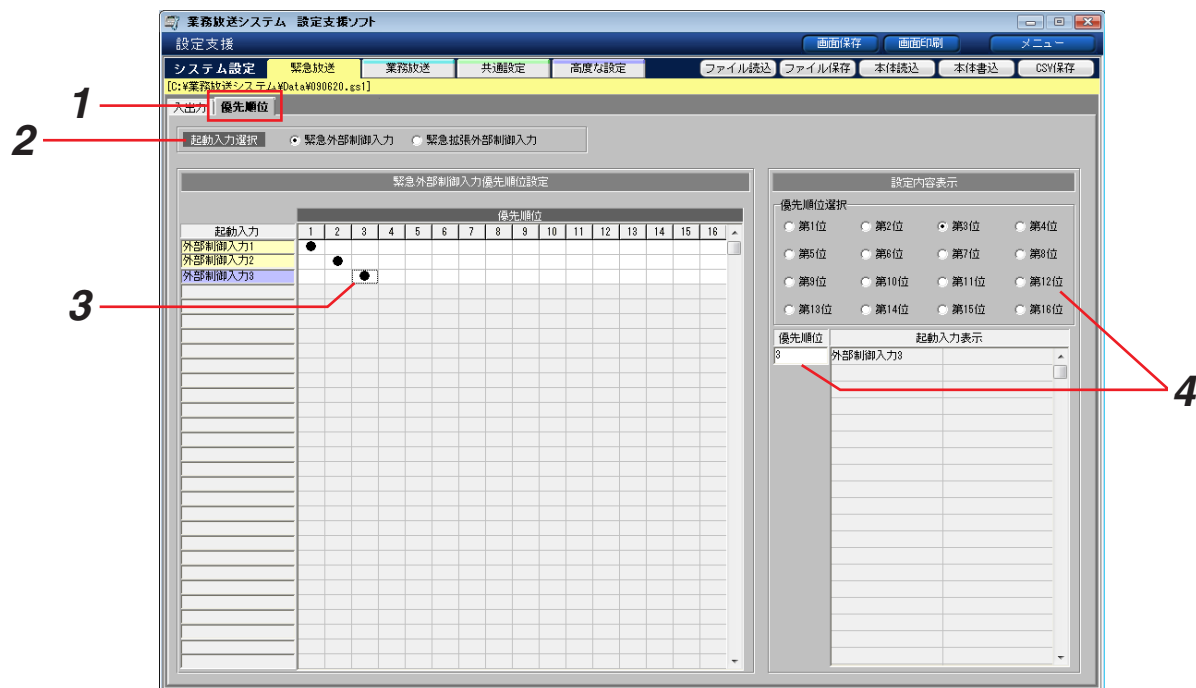 業務放送システム 設定支援ソフト
設定支援
画面保存 画面印刷 メニュー
システム設定 緊急放送 業務放送 共通設定 高度な設定 ファイル読込 ファイル保存 本体読込 本体書込 CSV保存
[C:¥業務放送システム¥Data¥090620.gs1]
入出力 優先順位
1
2
起動入力選択 緊急外部制御入力 緊急拡張外部制御入力
緊急外部制御入力優先順位設定
優先順位
起動入力 1 2 3 4 5 6 7 8 9 10 11 12 13 14 15 16
外部制御入力1
外部制御入力2
外部制御入力3
3
設定内容表示
優先順位選択
第1位 第2位 第3位 第4位
第5位 第6位 第7位 第8位
第9位 第10位 第11位 第12位
第13位 第14位 第15位 第16位
優先順位 起動入力表示
3 外部制御入力3
4